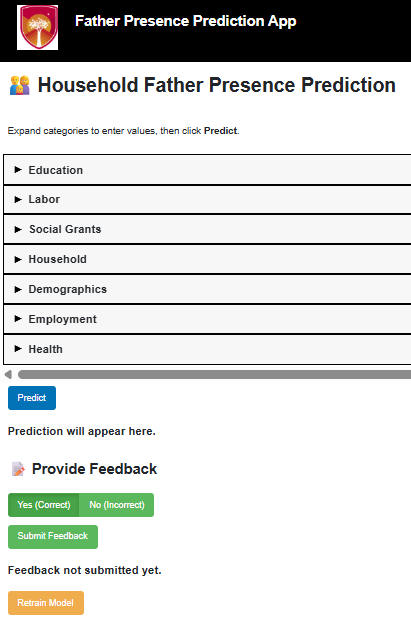 Father Presence Prediction App
Household Father Presence Prediction
Expand categories to enter values, then click Predict.
► Education
► Labor
► Social Grants
► Household
► Demographics
► Employment
► Health
Predict
Prediction will appear here.
Provide Feedback
Yes (Correct) No (Incorrect)
Submit Feedback
Feedback not submitted yet.
Retrain Model